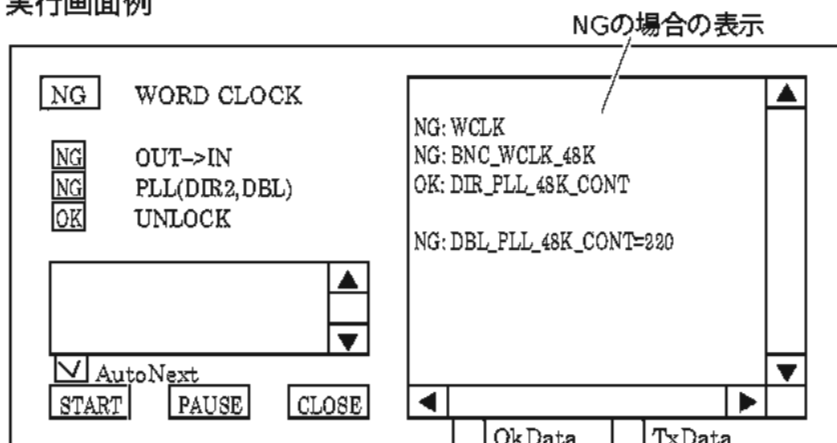 実行画面例
NGの場合の表示
NG WORD CLOCK
NG OUT->IN
NG PLL(DIR2,DBL)
OK UNLOCK
AutoNext
START PAUSE CLOSE
NG: WCLK
NG: BNC_WCLK_48K
OK: DIR_PLL_48K_CONT
NG: DBL_PLL_48K_CONT=220
OkData TxData